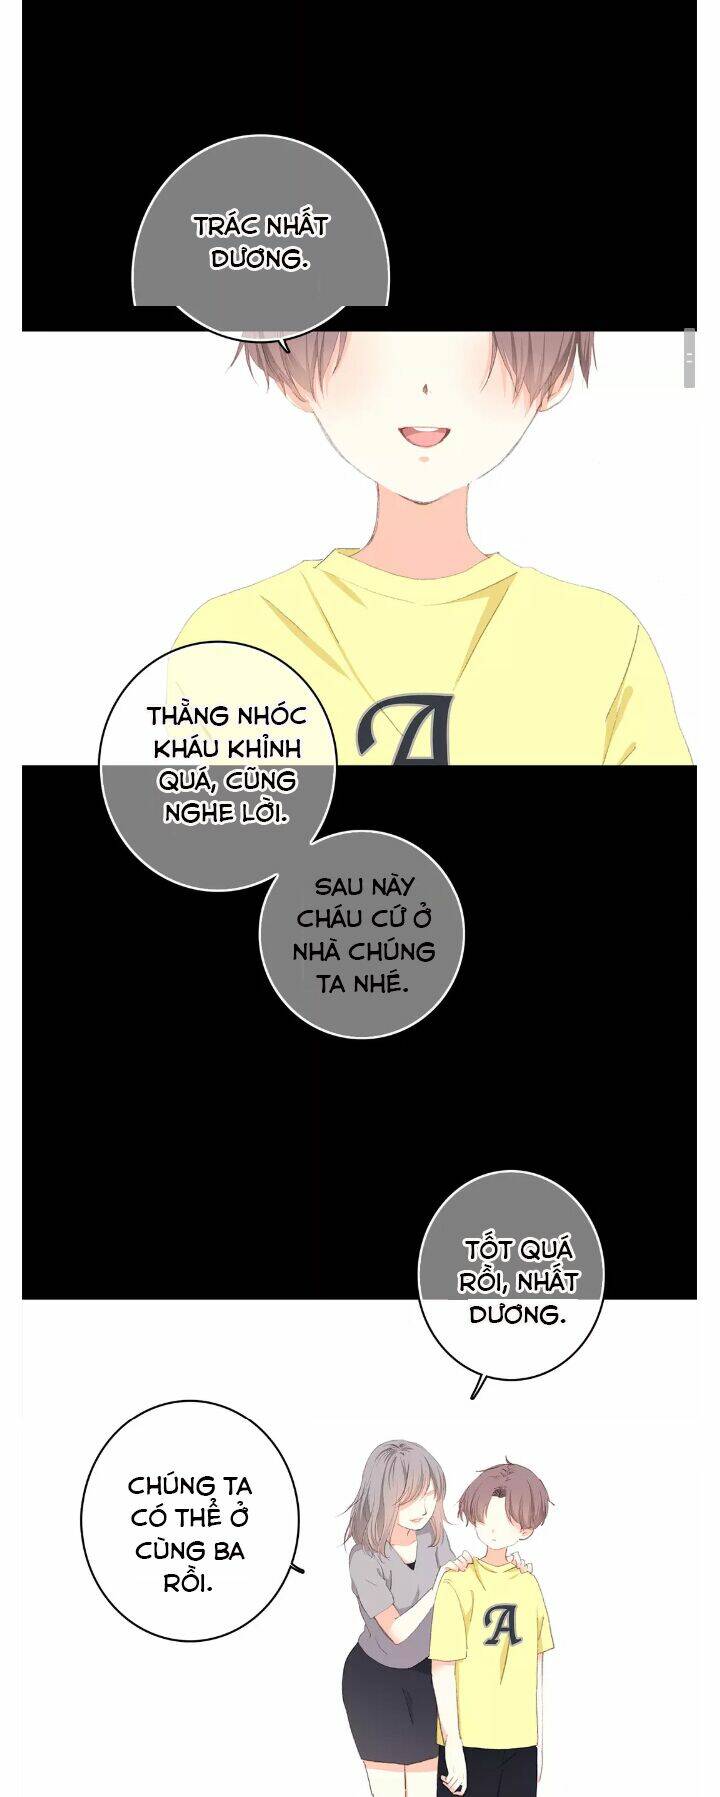 TRÁC NHẤT
DƯƠNG.
A
THẰNG NHÓC
KHÁU KHỈNH
QUÁ, CŨNG
NGHE LỜI.
SAU NÀY
CHÁU CỨ Ở
NHÀ CHÚNG
TA NHÉ.
TỐT QUÁ
RỒI, NHẤT
DƯƠNG.
CHÚNG TA
CÓ THỂ Ở
CÙNG BA
RỒI.
A